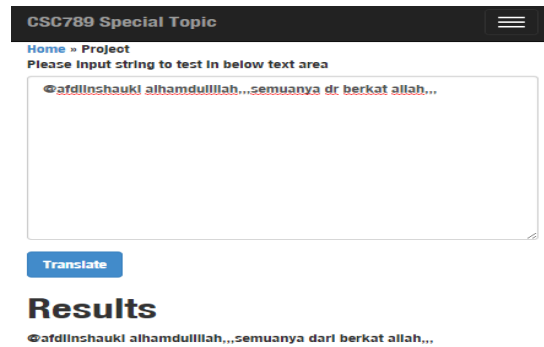 CSC789 Special Topic
Home » Project
Please input string to test in below text area
@afdlinshauki alhamdulillah,,,semuanya dr berkat allah,,,
Translate
Results
@afdlinshauki alhamdulillah,,,semuanya dari berkat allah,,,